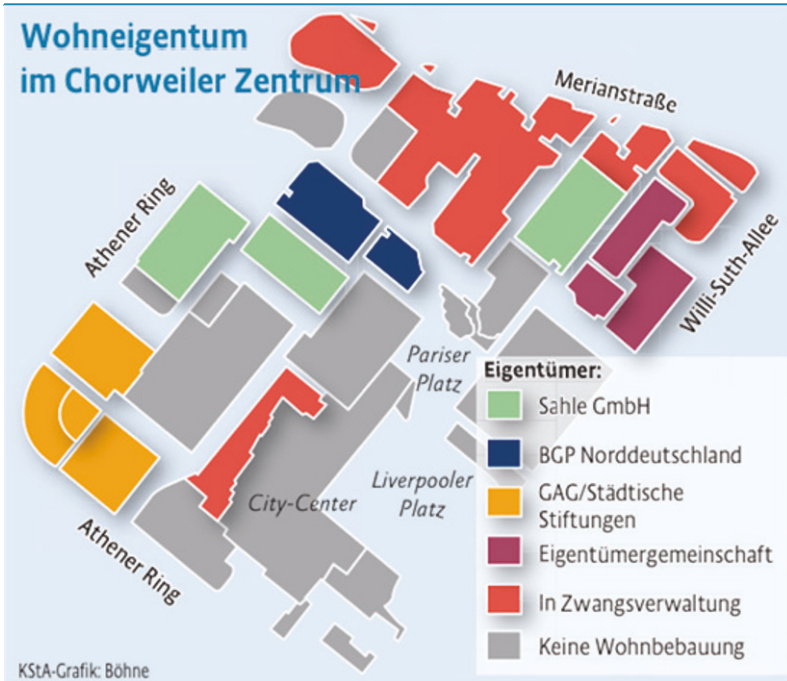 Wohneigentum
im Chorweiler Zentrum
Merianstraße
Athener Ring
Willi-Suth-Allee
Pariser
Platz
Liverpooler
Platz
City-Center
Athener Ring
Eigentümer:
Sahle GmbH
BGP Norddeutschland
GAG/Städtische
Stiftungen
Eigentümergemeinschaft
In Zwangsverwaltung
Keine Wohnbebauung
KStA-Grafik: Böhne